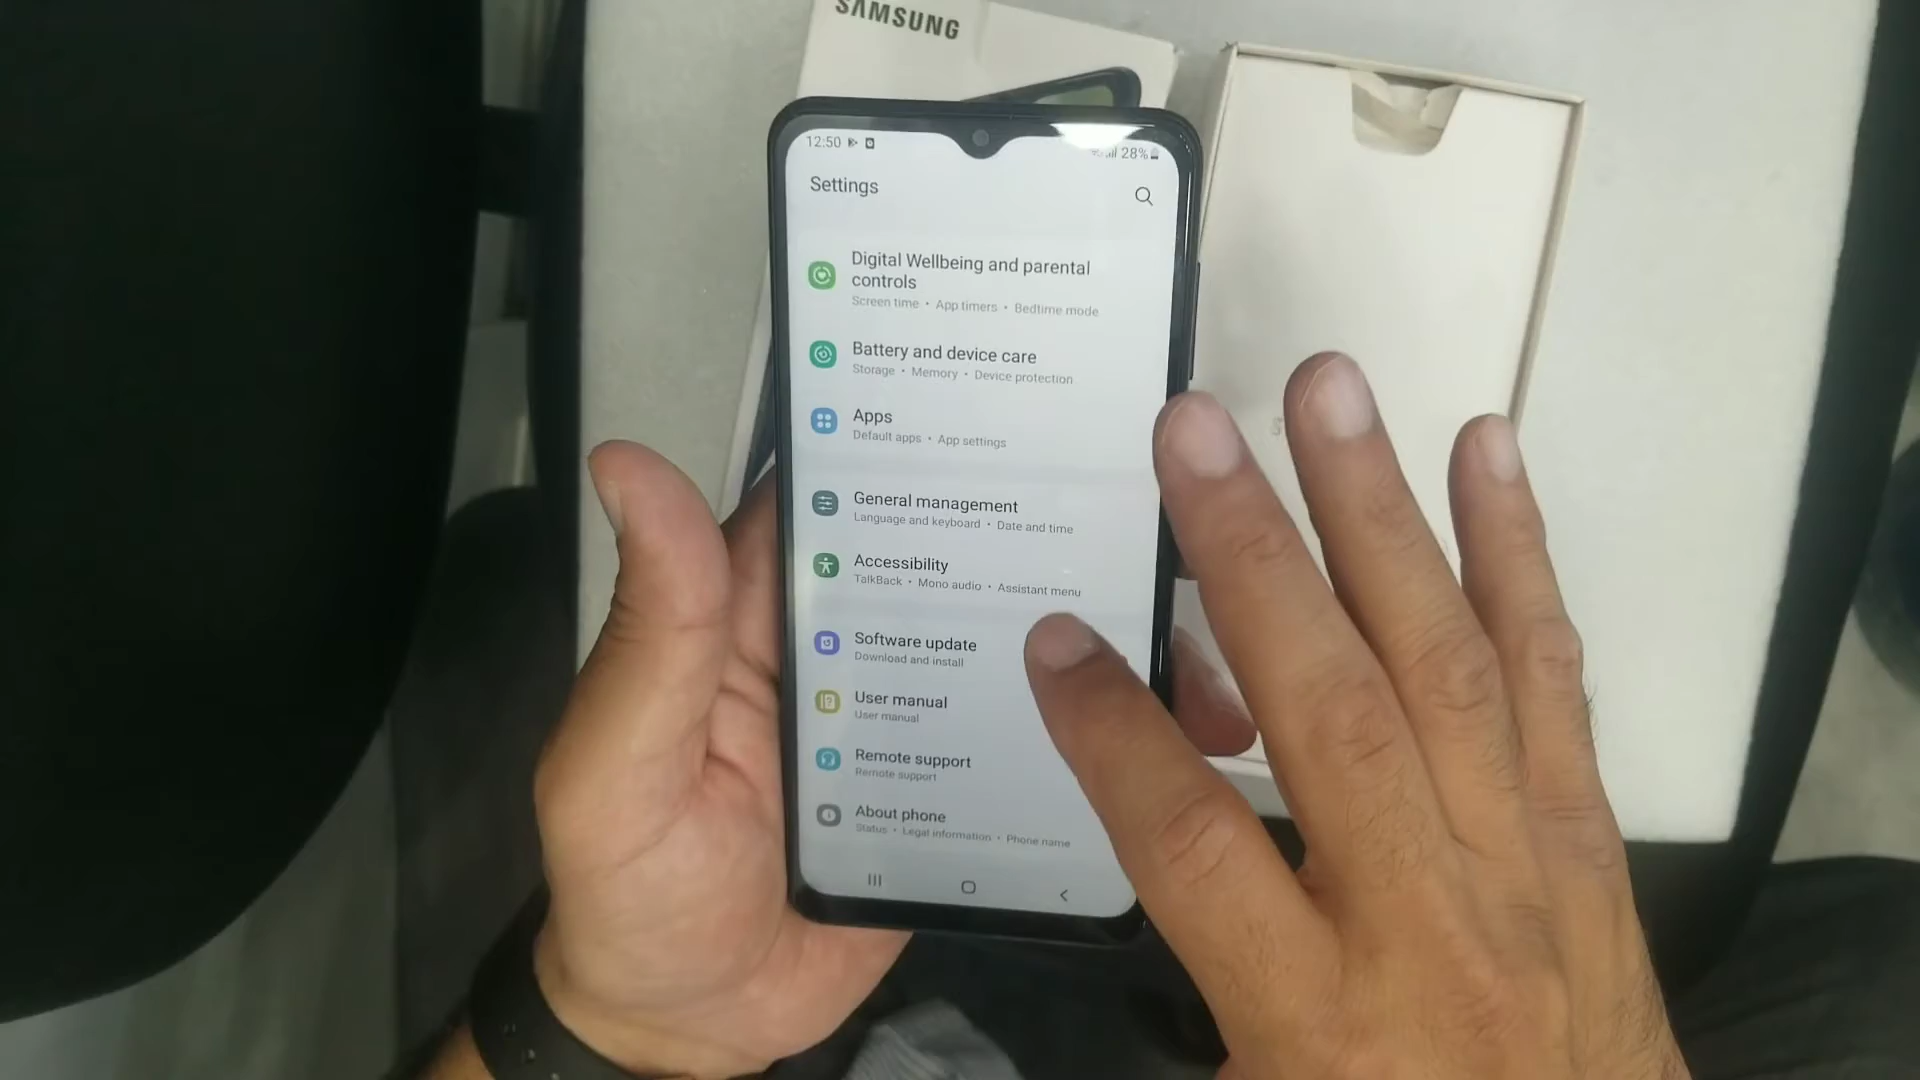 SAMSUNG
12:50
28%
Settings
Digital Wellbeing and parental
controls
Screen time • App timers • Bedtime mode
Battery and device care
Storage • Memory • Device protection
Apps
Default apps • App settings
General management
Language and keyboard • Date and time
Accessibility
TalkBack • Mono audio • Assistant menu
Software update
Download and install
User manual
User manual
Remote support
Remote support
About phone
Status • Legal information • Phone name